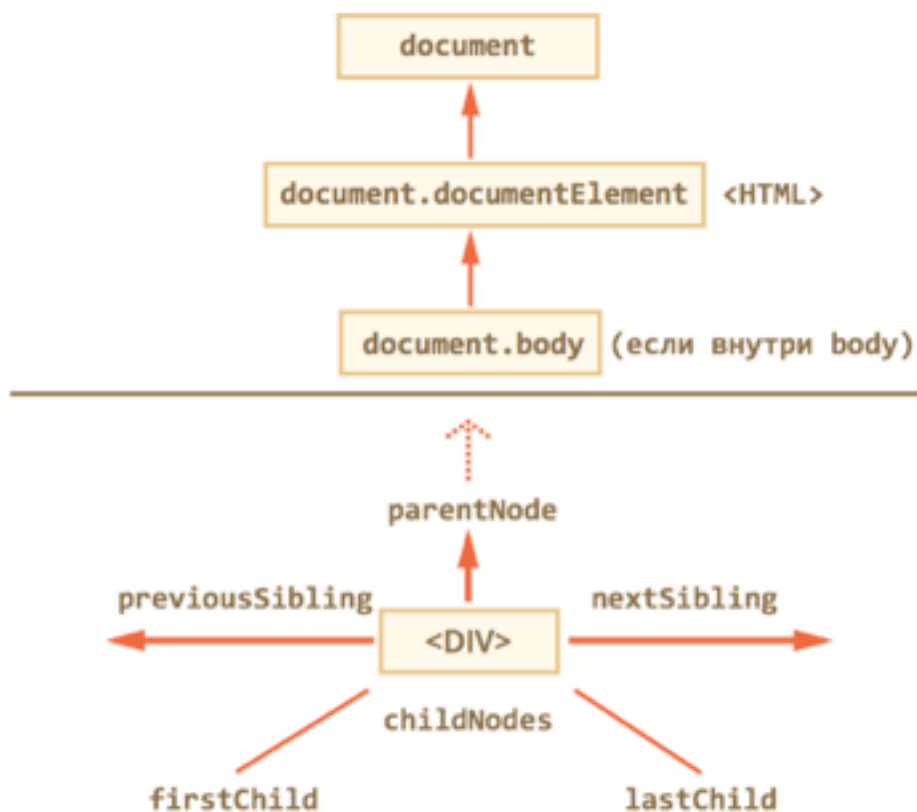 document
document.documentElement <HTML>
document.body (если внутри body)
parentNode
previousSibling nextSibling
<DIV>
childNodes
firstChild lastChild